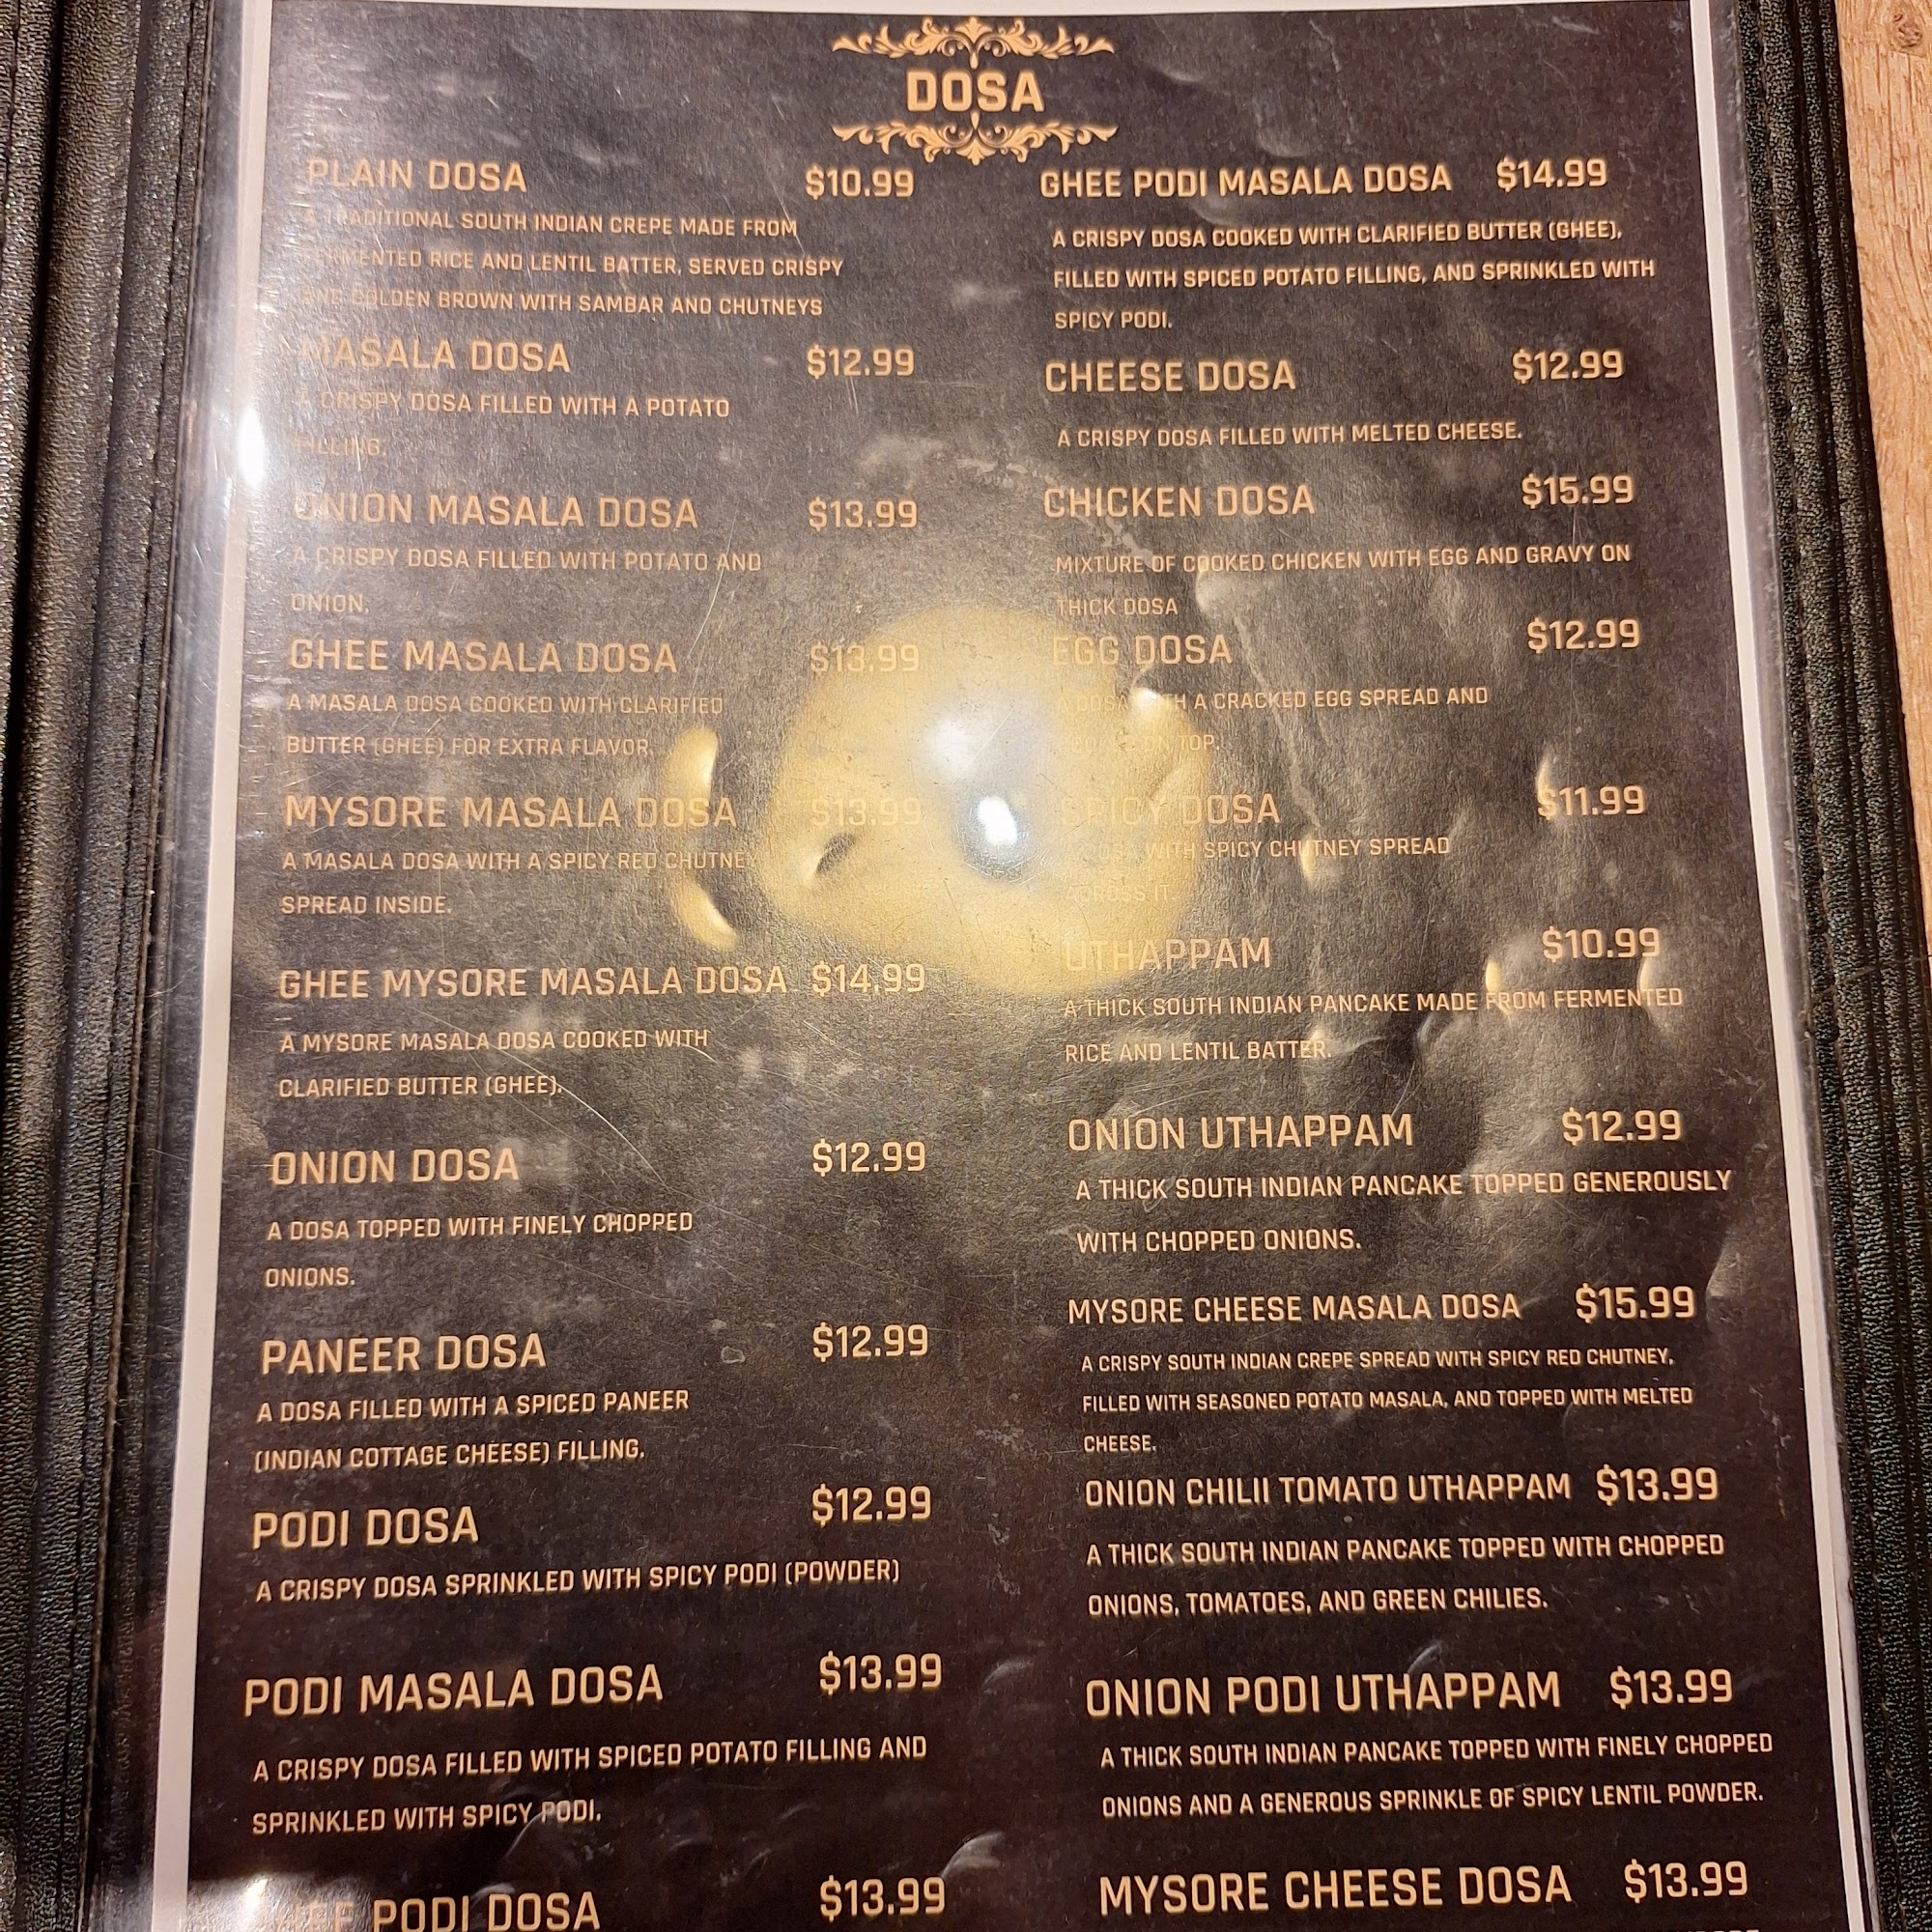 DOSA
PLAIN DOSA $10.99
A TRADITIONAL SOUTH INDIAN CREPE MADE FROM
FERMENTED RICE AND LENTIL BATTER, SERVED CRISPY
GOLDEN BROWN WITH SAMBAR AND CHUTNEYS
MASALA DOSA $12.99
A CRISPY DOSA FILLED WITH A POTATO
FILLING.
ONION MASALA DOSA $13.99
A CRISPY DOSA FILLED WITH POTATO AND
ONION.
GHEE MASALA DOSA $13.99
A MASALA DOSA COOKED WITH CLARIFIED
BUTTER (GHEE) FOR EXTRA FLAVOR.
MYSORE MASALA DOSA $13.99
A MASALA DOSA WITH A SPICY RED CHUTNEY
SPREAD INSIDE.
GHEE MYSORE MASALA DOSA $14.99
A MYSORE MASALA DOSA COOKED WITH
CLARIFIED BUTTER (GHEE).
ONION DOSA $12.99
A DOSA TOPPED WITH FINELY CHOPPED
ONIONS.
PANEER DOSA $12.99
A DOSA FILLED WITH A SPICED PANEER
(INDIAN COTTAGE CHEESE) FILLING.
PODI DOSA $12.99
A CRISPY DOSA SPRINKLED WITH SPICY PODI (POWDER)
PODI MASALA DOSA $13.99
A CRISPY DOSA FILLED WITH SPICED POTATO FILLING AND
SPRINKLED WITH SPICY PODI.
PODI DOSA $13.99
GHEE PODI MASALA DOSA $14.99
A CRISPY DOSA COOKED WITH CLARIFIED BUTTER (GHEE),
FILLED WITH SPICED POTATO FILLING, AND SPRINKLED WITH
SPICY PODI.
CHEESE DOSA $12.99
A CRISPY DOSA FILLED WITH MELTED CHEESE.
CHICKEN DOSA $15.99
MIXTURE OF COOKED CHICKEN WITH EGG AND GRAVY ON
THICK DOSA
EGG DOSA $12.99
A DOSA WITH A CRACKED EGG SPREAD AND
ON TOP.
SPICY DOSA $11.99
DOSA WITH SPICY CHUTNEY SPREAD
ACROSS IT.
UTHAPPAM $10.99
A THICK SOUTH INDIAN PANCAKE MADE FROM FERMENTED
RICE AND LENTIL BATTER.
ONION UTHAPPAM $12.99
A THICK SOUTH INDIAN PANCAKE TOPPED GENEROUSLY
WITH CHOPPED ONIONS.
MYSORE CHEESE MASALA DOSA $15.99
A CRISPY SOUTH INDIAN CREPE SPREAD WITH SPICY RED CHUTNEY,
FILLED WITH SEASONED POTATO MASALA, AND TOPPED WITH MELTED
CHEESE.
ONION CHILII TOMATO UTHAPPAM $13.99
A THICK SOUTH INDIAN PANCAKE TOPPED WITH CHOPPED
ONIONS, TOMATOES, AND GREEN CHILIES.
ONION PODI UTHAPPAM $13.99
A THICK SOUTH INDIAN PANCAKE TOPPED WITH FINELY CHOPPED
ONIONS AND A GENEROUS SPRINKLE OF SPICY LENTIL POWDER.
MYSORE CHEESE DOSA $13.99